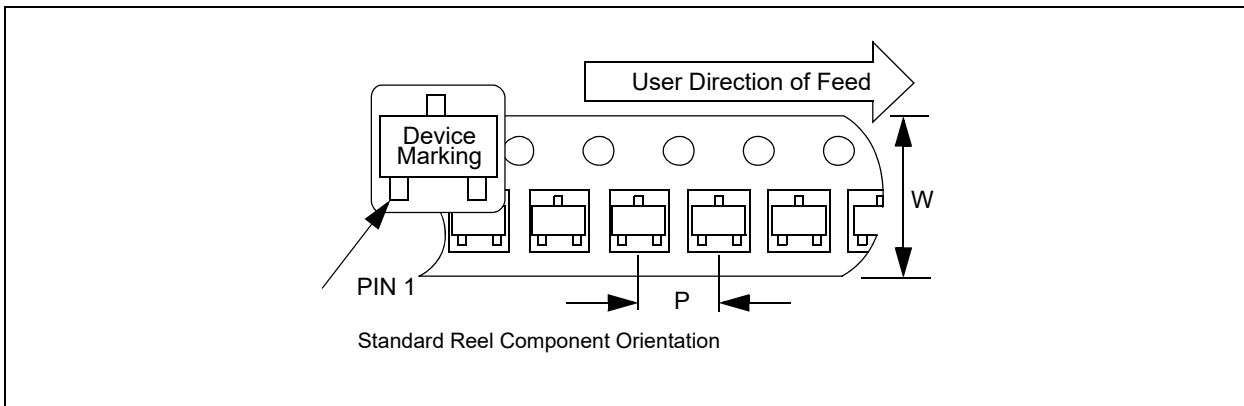 User Direction of Feed
Device
Marking
W
PIN 1
P
Standard Reel Component Orientation